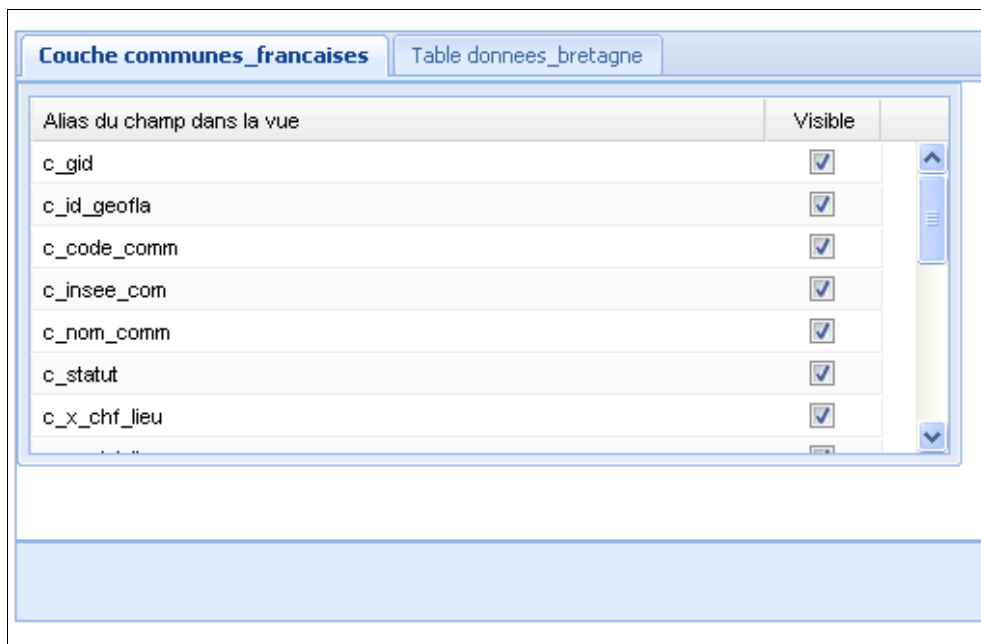 Couche communes_francaises Table donnees_bretagne
Alias du champ dans la vue Visible
c_gid
c_id_geofla
c_code_comm
c_insee_com
c_nom_comm
c_statut
c_x_chf_lieu